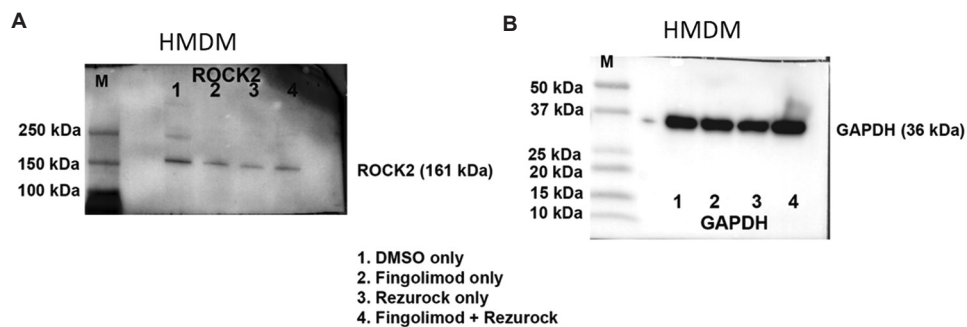 A
HMDM
M
ROCK2
1 2 3 4
250 kDa
150 kDa
100 kDa
ROCK2 (161 kDa)
B
HMDM
M
50 kDa
37 kDa
25 kDa
20 kDa
15 kDa
10 kDa
GAPDH (36 kDa)
1 2 3 4
GAPDH
1. DMSO only
2. Fingolimod only
3. Rezurock only
4. Fingolimod + Rezurock